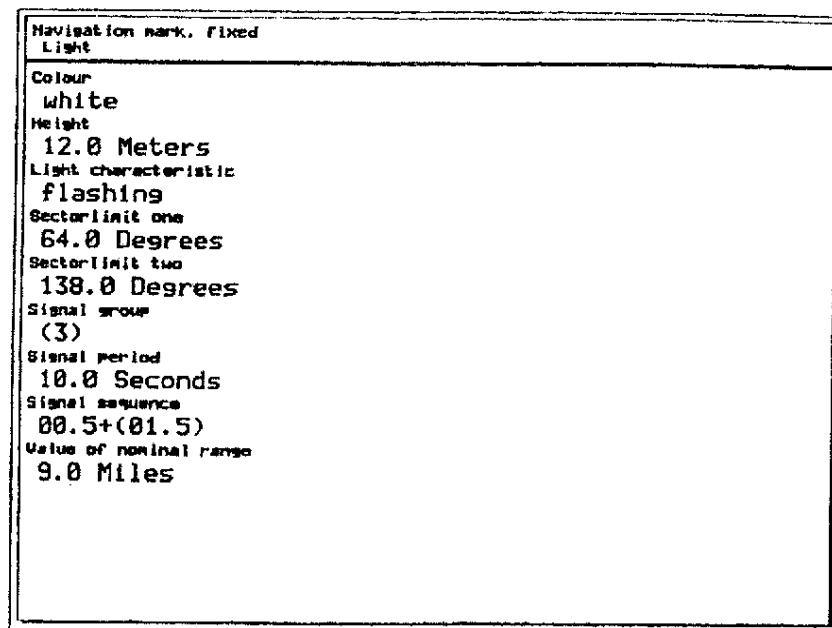 Navigation mark, fixed
Light
Colour
white
Height
12.0 Meters
Light characteristic
flashing
Sectorlimit one
64.0 Degrees
Sectorlimit two
138.0 Degrees
Signal group
(3)
Signal period
10.0 Seconds
Signal sequence
00.5+(01.5)
Value of nominal range
9.0 Miles